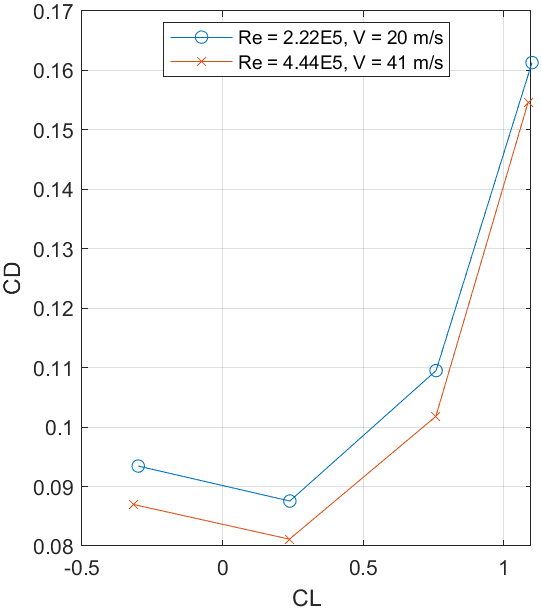 0.17
Re = 2.22E5, V = 20 m/s
Re = 4.44E5, V = 41 m/s
0.16
0.15
0.14
0.13
0.12
CD
0.11
0.1
0.09
0.08
-0.5 0 0.5 1
CL